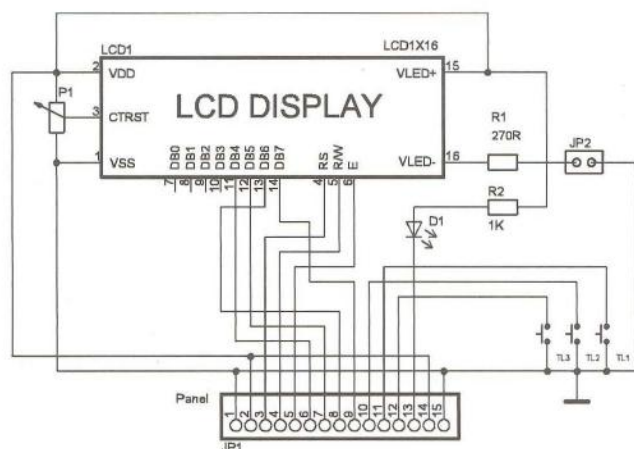 LCD1
LCD1X16
2
VDD
VLED+
15
P1
3
CTRST
LCD DISPLAY
R1
270R
JP2
1
VSS
VLED-
16
DB0
DB1
DB2
DB3
DB4
DB5
DB6
DB7
RS
R/W
E
7
8
9
10
11
12
13
14
4
5
6
R2
1K
D1
TL3
TL2
TL1
Panel
1
2
3
4
5
6
7
8
9
10
11
12
13
14
15
JP1